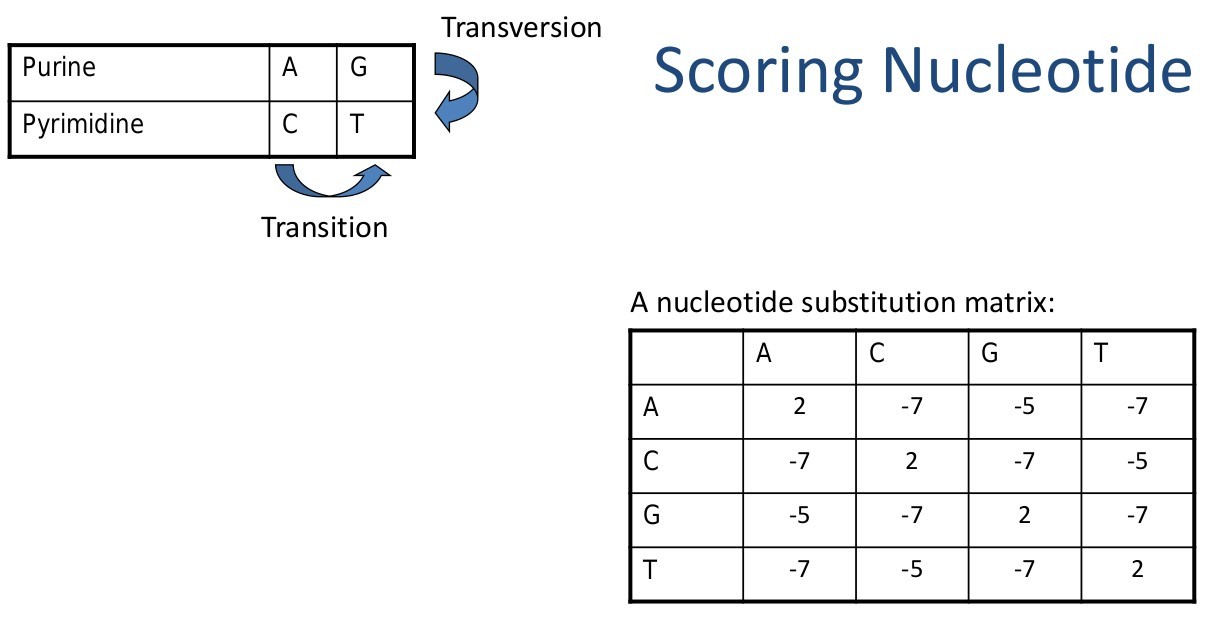 Transversion
Scoring Nucleotide
Purine A G
Pyrimidine C T
Transition
A nucleotide substitution matrix:
A C G T
A 2 -7 -5 -7
C -7 2 -7 -5
G -5 -7 2 -7
T -7 -5 -7 2